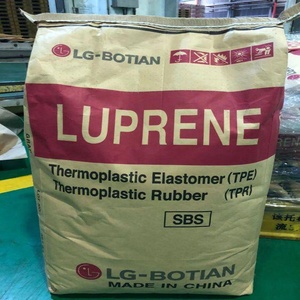 LG-BOTIAN
LUPRENE
Thermoplastic Elastomer (TPE)
Thermoplastic Rubber (TPR)
SBS
LG-BOTIAN
MADE IN CHINA